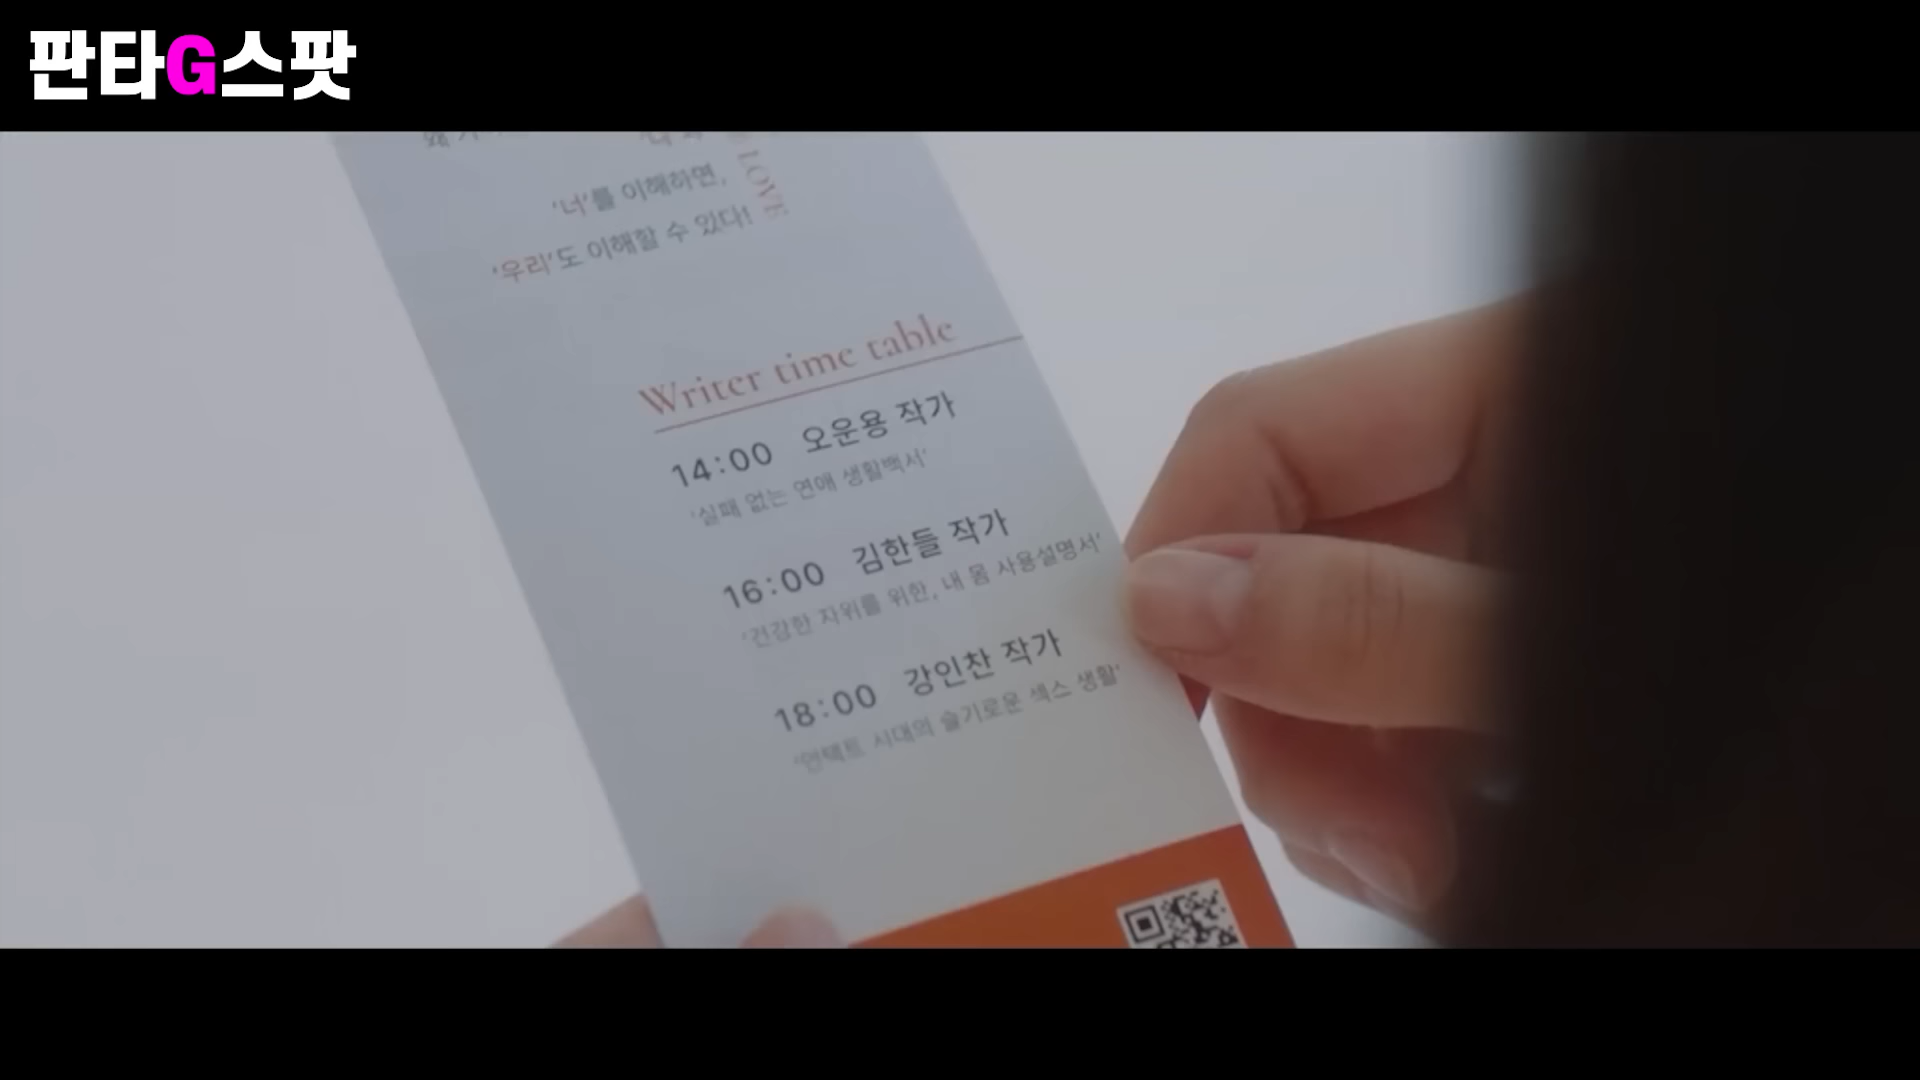 판타G스팟
LOVE
'너'를 이해하면,
'우리'도 이해할 수 있다!
Writer time table
14:00 오운용 작가
'실패 없는 연애 생활백서'
16:00 김한들 작가
'건강한 자위를 위한, 내 몸 사용설명서'
18:00 강인찬 작가
'언택트 시대의 슬기로운 섹스 생활'